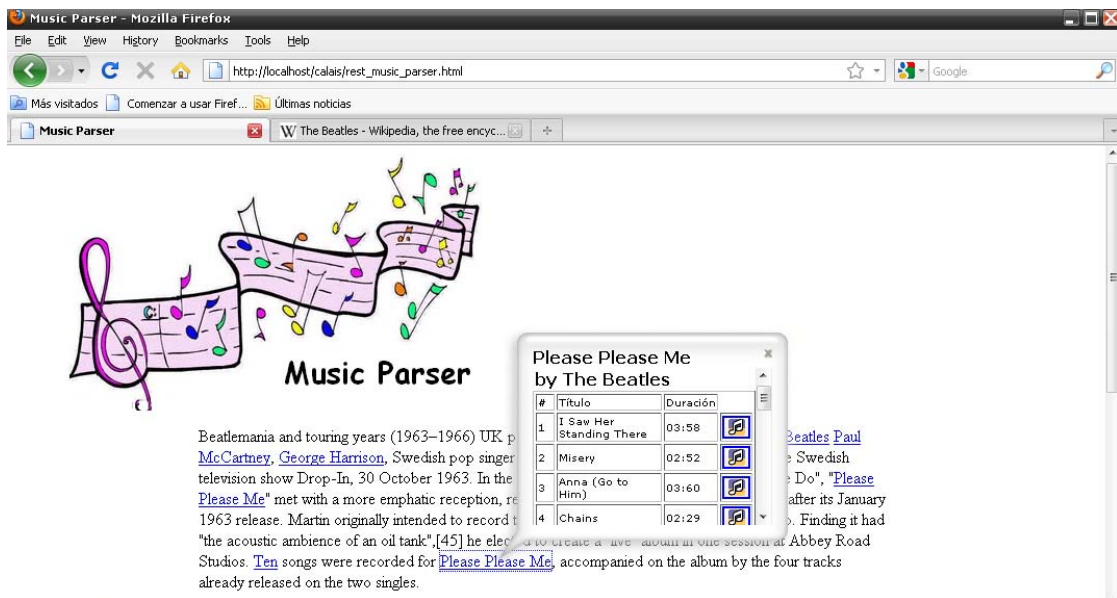 Music Parser - Mozilla Firefox
File Edit View History Bookmarks Tools Help
http://localhost/calais/rest_music_parser.html
Google
Más visitados Comenzar a usar Firef... Últimas noticias
Music Parser
The Beatles - Wikipedia, the free encyc...
Music Parser
Please Please Me
by The Beatles
# Título Duración
1 I Saw Her Standing There 03:58
2 Misery 02:52
3 Anna (Go to Him) 03:60
4 Chains 02:29
Beatlemania and touring years (1963–1966) UK p Beatles Paul
McCartney, George Harrison, Swedish pop singer e Swedish
television show Drop-In, 30 October 1963. In the e Do", "Please
Please Me" met with a more emphatic reception, re after its January
1963 release. Martin originally intended to record t o. Finding it had
"the acoustic ambience of an oil tank",[45] he elected to create a "live" album in one session at Abbey Road
Studios. Ten songs were recorded for Please Please Me, accompanied on the album by the four tracks
already released on the two singles.